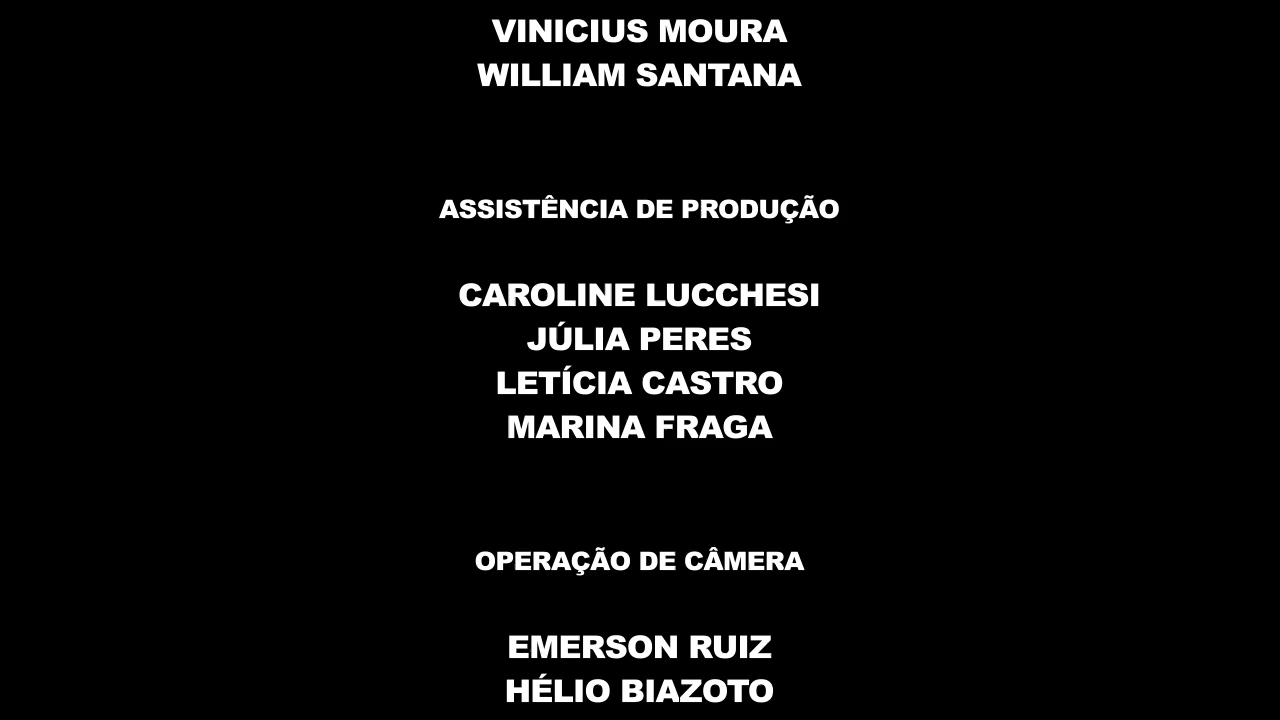 VINICIUS MOURA
WILLIAM SANTANA
ASSISTÊNCIA DE PRODUÇÃO
CAROLINE LUCCHESI
JÚLIA PERES
LETÍCIA CASTRO
MARINA FRAGA
OPERAÇÃO DE CÂMERA
EMERSON RUIZ
HÉLIO BIAZOTO